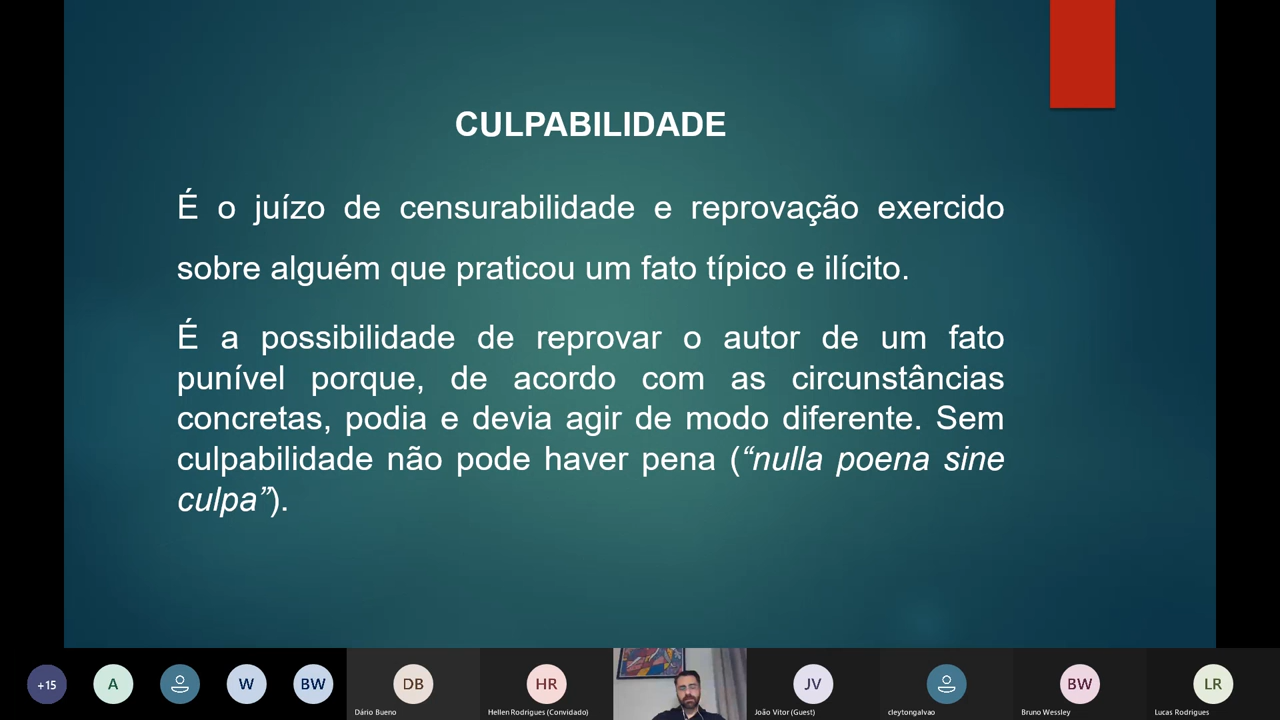 CULPABILIDADE
É o juízo de censurabilidade e reprovação exercido
sobre alguém que praticou um fato típico e ilícito.
É a possibilidade de reprovar o autor de um fato
punível porque, de acordo com as circunstâncias
concretas, podia e devia agir de modo diferente. Sem
culpabilidade não pode haver pena (“nulla poena sine
culpa”).
+15
A
W
BW
DB
HR
JV
BW
LR
Dário Bueno
Hellen Rodrigues (Convidado)
João Vitor (Guest)
cleytongalvao
Bruno Wessley
Lucas Rodrigues